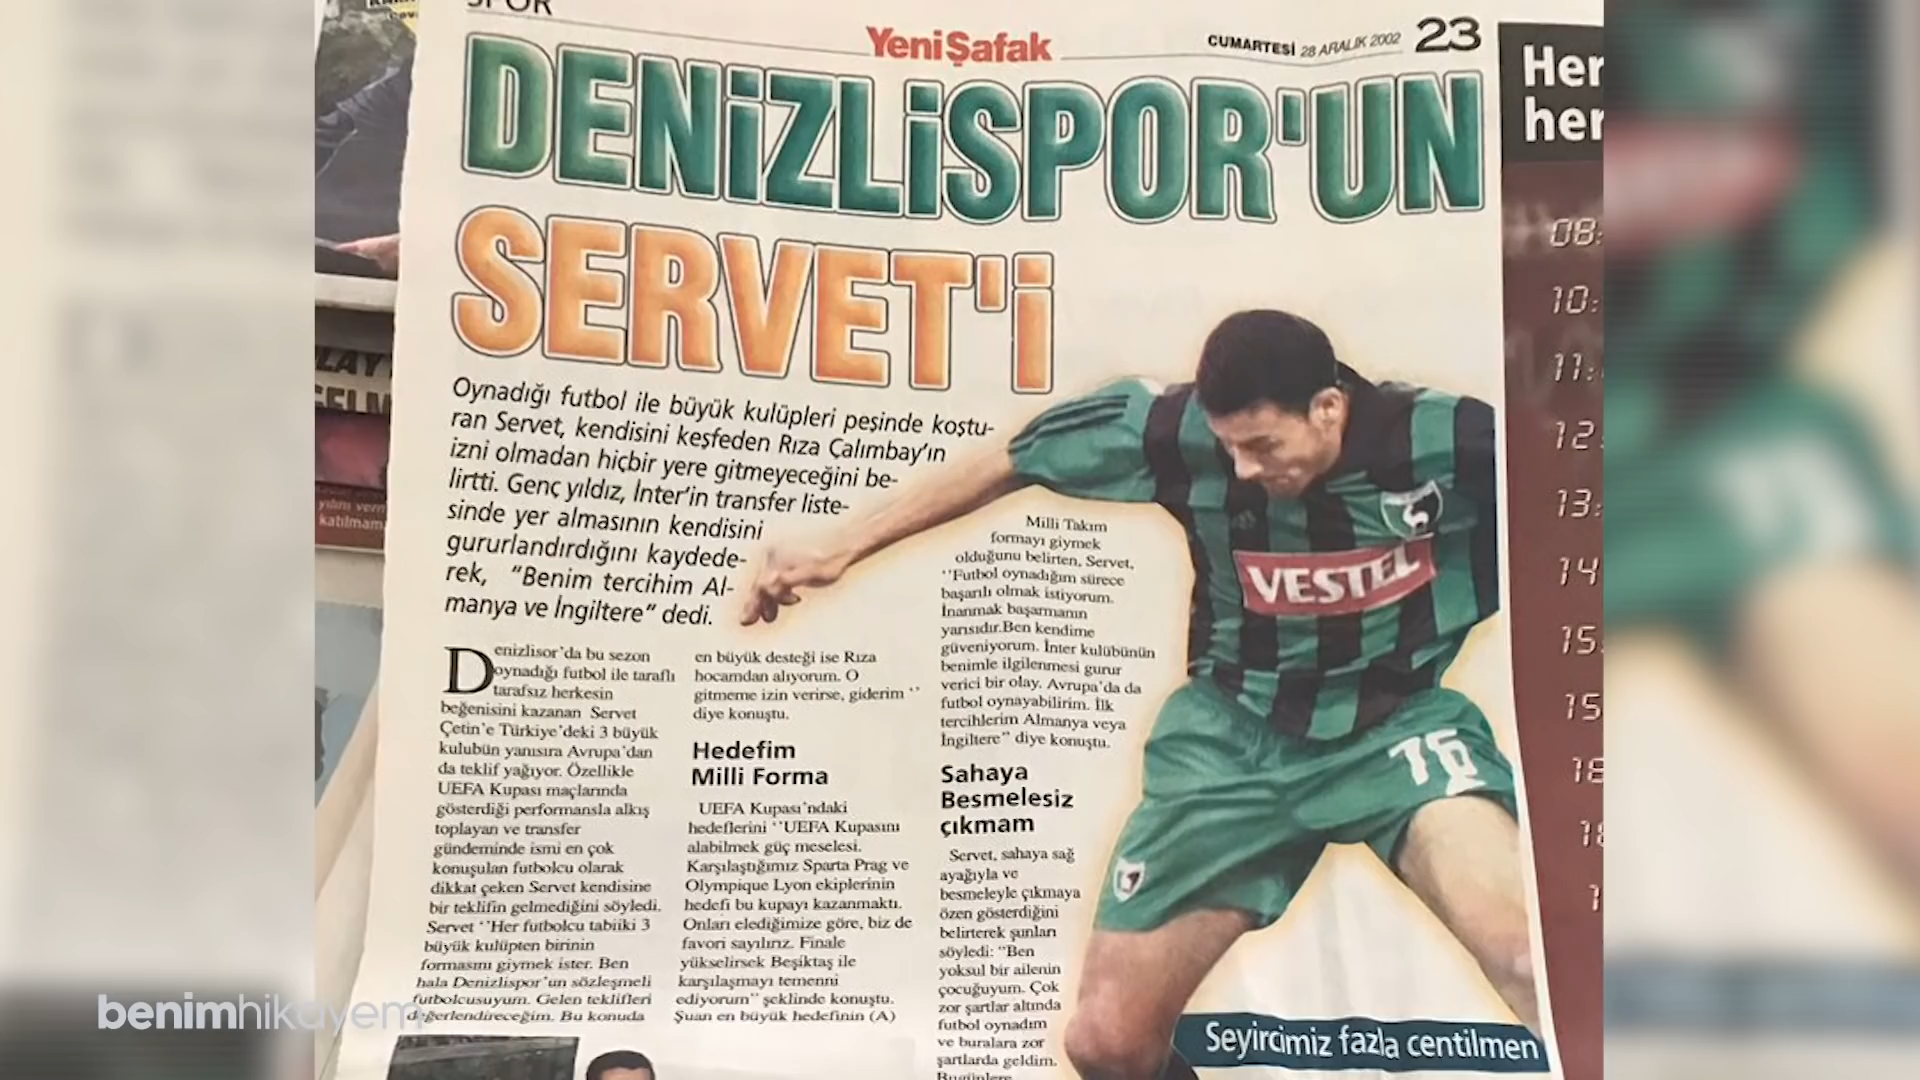 SPOR
YeniŞafak
CUMARTESİ 28 ARALIK 2002 23
DENİZLİSPOR'UN
SERVET'İ
Oynadığı futbol ile büyük kulüpleri peşinde koştu-
ran Servet, kendisini keşfeden Rıza Çalımbay'ın
izni olmadan hiçbir yere gitmeyeceğini be-
lirtti. Genç yıldız, İnter'in transfer liste-
sinde yer almasının kendisini
gururlandırdığını kaydede-
rek, "Benim tercihim Al-
manya ve İngiltere" dedi.
Denizlisor'da bu sezon
oynadığı futbol ile taraflı
tarafsız herkesin
beğenisini kazanan Servet
Çetin'e Türkiye'deki 3 büyük
kulubün yanısıra Avrupa'dan
da teklif yağıyor. Özellikle
UEFA Kupası maçlarında
gösterdiği performansla alkış
toplayan ve transfer
gündeminde ismi en çok
konuşulan futbolcu olarak
dikkat çeken Servet kendisine
bir teklifin gelmediğini söyledi.
Servet ''Her futbolcu tabiiki 3
büyük kulüpten birinin
formasını giymek ister. Ben
hala Denizlispor'un sözleşmeli
futbolcusuyum. Gelen teklifleri
değerlendireceğim. Bu konuda
en büyük desteği ise Rıza
hocamdan alıyorum. O
gitmeme izin verirse, giderim ''
diye konuştu.
Hedefim
Milli Forma
UEFA Kupası'ndaki
hedeflerini ''UEFA Kupasını
alabilmek güç meselesi.
Karşılaştığımız Sparta Prag ve
Olympique Lyon ekiplerinin
hedefi bu kupayı kazanmaktı.
Onları elediğimize göre, biz de
favori sayılırız. Finale
yükselirsek Beşiktaş ile
karşılaşmayı temenni
ediyorum'' şeklinde konuştu.
Şuan en büyük hedefinin (A)
Milli Takım
formayı giymek
olduğunu belirten, Servet,
''Futbol oynadığım sürece
başarılı olmak istiyorum.
İnanmak başarmanın
yarısıdır.Ben kendime
güveniyorum. İnter kulübünün
benimle ilgilenmesi gurur
verici bir olay. Avrupa'da da
futbol oynayabilirim. İlk
tercihlerim Almanya veya
İngiltere'' diye konuştu.
Sahaya
Besmelesiz
çıkmam
Servet, sahaya sağ
ayağıyla ve
besmeleyle çıkmaya
özen gösterdiğini
belirterek şunları
söyledi: ''Ben
yoksul bir ailenin
çocuğuyum. Çok
zor şartlar altında
futbol oynadım
ve buralara zor
şartlarda geldim.
Bugünlere
VESTEL
76
Seyircimiz fazla centilmen
Her
her
08:
10:
11:
12
13:
14
15
15
katılmam
benimhikayem